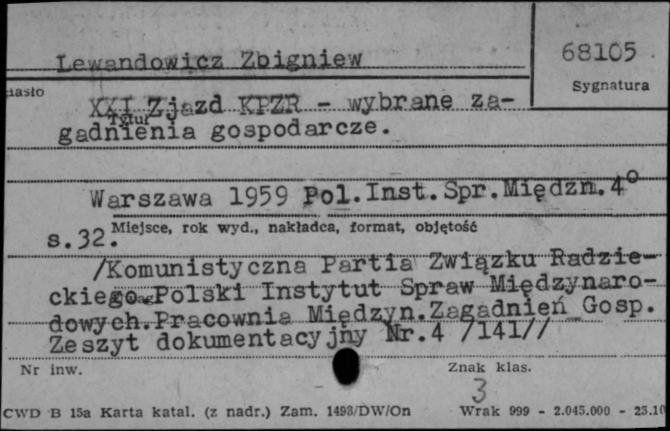 Lewandowicz Zbigniew
68105
Hasło
Sygnatura
XXI Zjazd KPZR - wybrane za-
Tytuł
gadnienia gospodarcze.
Warszawa 1959 Pol.Inst.Spr.Międzn.4°
Miejsce, rok wyd., nakładca, format, objętość
s.32.
/Komunistyczna Partia Związku Radzie-
ckiego. Polski Instytut Spraw Międzynaro-
dowych.Pracownia Międzyn.Zagadnień Gosp.
Zeszyt dokumentacyjny Nr.4 /141//
Nr inw.
Znak klas.
3
CWD B 15a Karta katal. (z nadr.) Zam. 1498/DW/On
Wrak 999 - 2.045.000 - 25.10